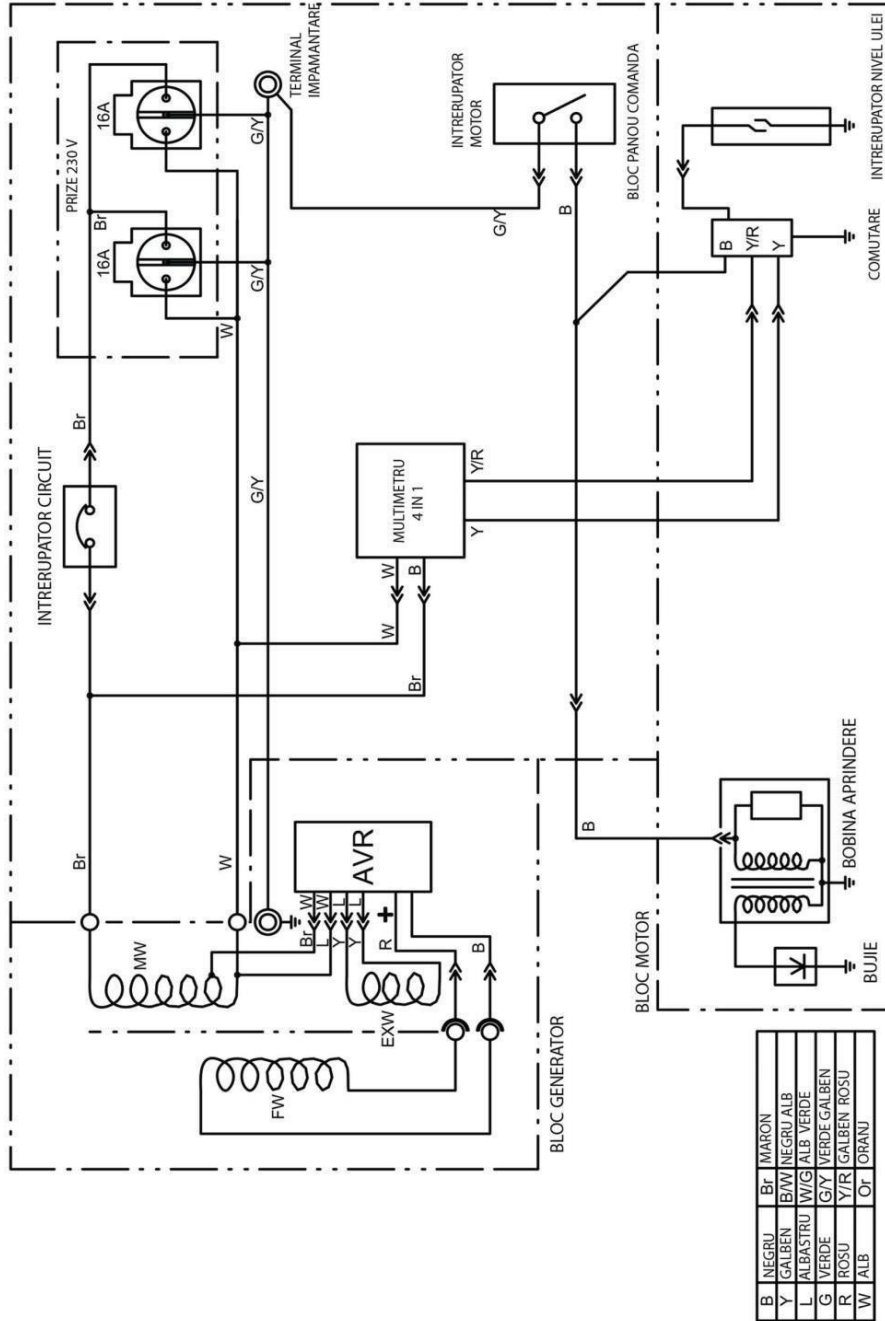 INTRERUPATOR CIRCUIT
PRIZE 230 V
16A
16A
Br
Br
Br
W
W
G/Y
G/Y
G/Y
TERMINAL
IMPAMANTARE
MW
FW
EXW
Br
L
Y
Y
W
W
L
L
R
+
B
AVR
BLOC GENERATOR
Br
W
W
B
MULTIMETRU
4 IN 1
Y/R
Y
INTRERUPATOR
MOTOR
G/Y
B
BLOC PANOU COMANDA
B
BLOC MOTOR
BUJIE
BOBINA APRINDERE
B
Y/R
Y
COMUTARE
INTRERUPATOR NIVEL ULEI
B NEGRU Br MARON
Y GALBEN B/W NEGRU ALB
L ALBASTRU W/G ALB VERDE
G VERDE G/Y VERDE GALBEN
R ROSU Y/R GALBEN ROSU
W ALB Or ORANJ